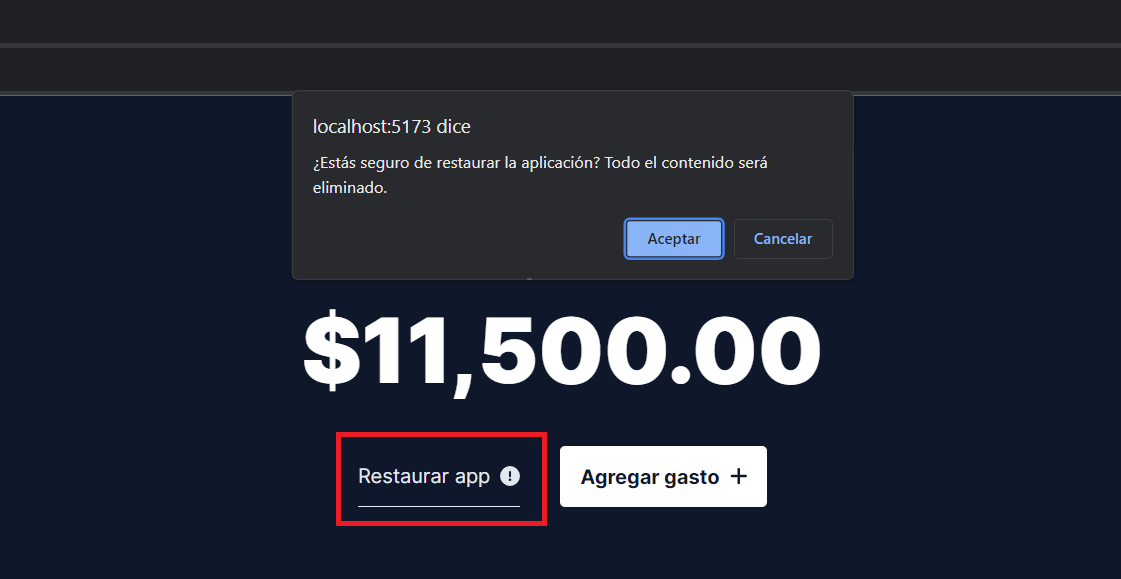 localhost:5173 dice
¿Estás seguro de restaurar la aplicación? Todo el contenido será
eliminado.
Aceptar
Cancelar
$11,500.00
Restaurar app
Agregar gasto +